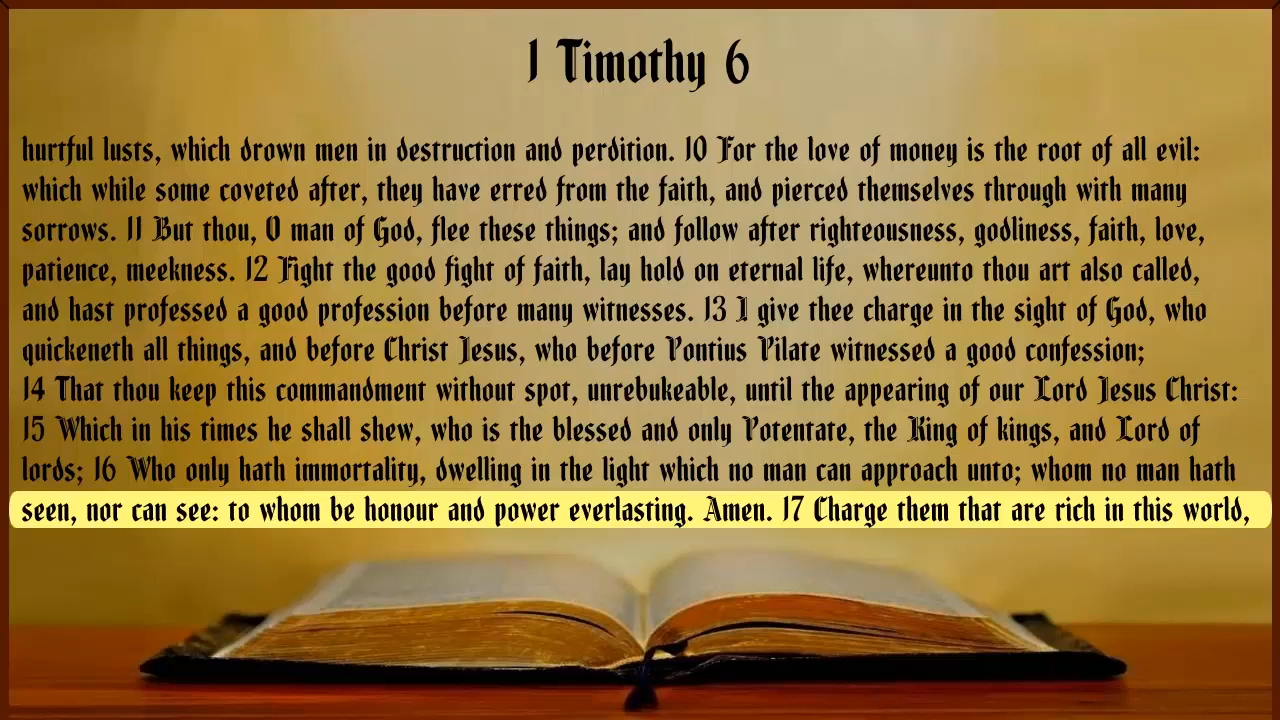 1 Timothy 6
hurtful lusts, which drown men in destruction and perdition. 10 For the love of money is the root of all evil:
which while some coveted after, they have erred from the faith, and pierced themselves through with many
sorrows. 11 But thou, O man of God, flee these things; and follow after righteousness, godliness, faith, love,
patience, meekness. 12 Fight the good fight of faith, lay hold on eternal life, whereunto thou art also called,
and hast professed a good profession before many witnesses. 13 I give thee charge in the sight of God, who
quickeneth all things, and before Christ Jesus, who before Pontius Pilate witnessed a good confession;
14 That thou keep this commandment without spot, unrebukeable, until the appearing of our Lord Jesus Christ:
15 Which in his times he shall shew, who is the blessed and only Potentate, the King of kings, and Lord of
lords; 16 Who only hath immortality, dwelling in the light which no man can approach unto; whom no man hath
seen, nor can see: to whom be honour and power everlasting. Amen. 17 Charge them that are rich in this world,